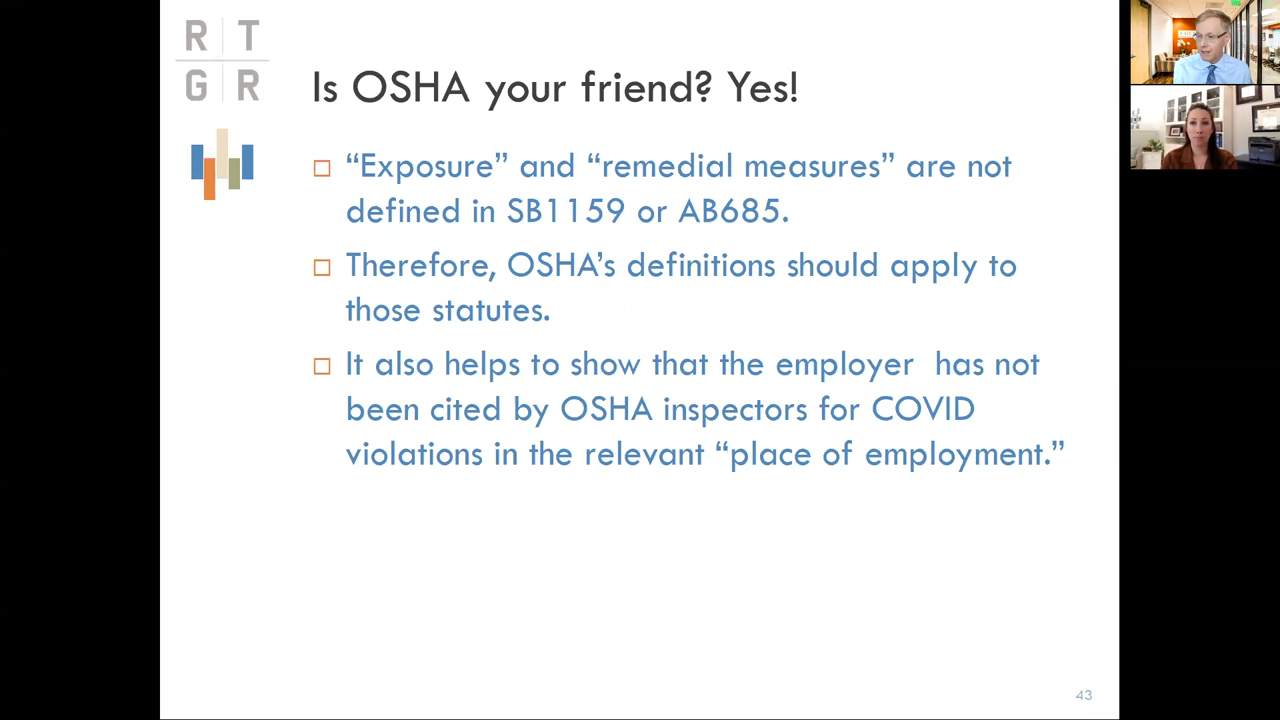 R T
G R
Is OSHA your friend? Yes!
“Exposure” and “remedial measures” are not
defined in SB1159 or AB685.
Therefore, OSHA’s definitions should apply to
those statutes.
It also helps to show that the employer  has not
been cited by OSHA inspectors for COVID
violations in the relevant “place of employment.”
43